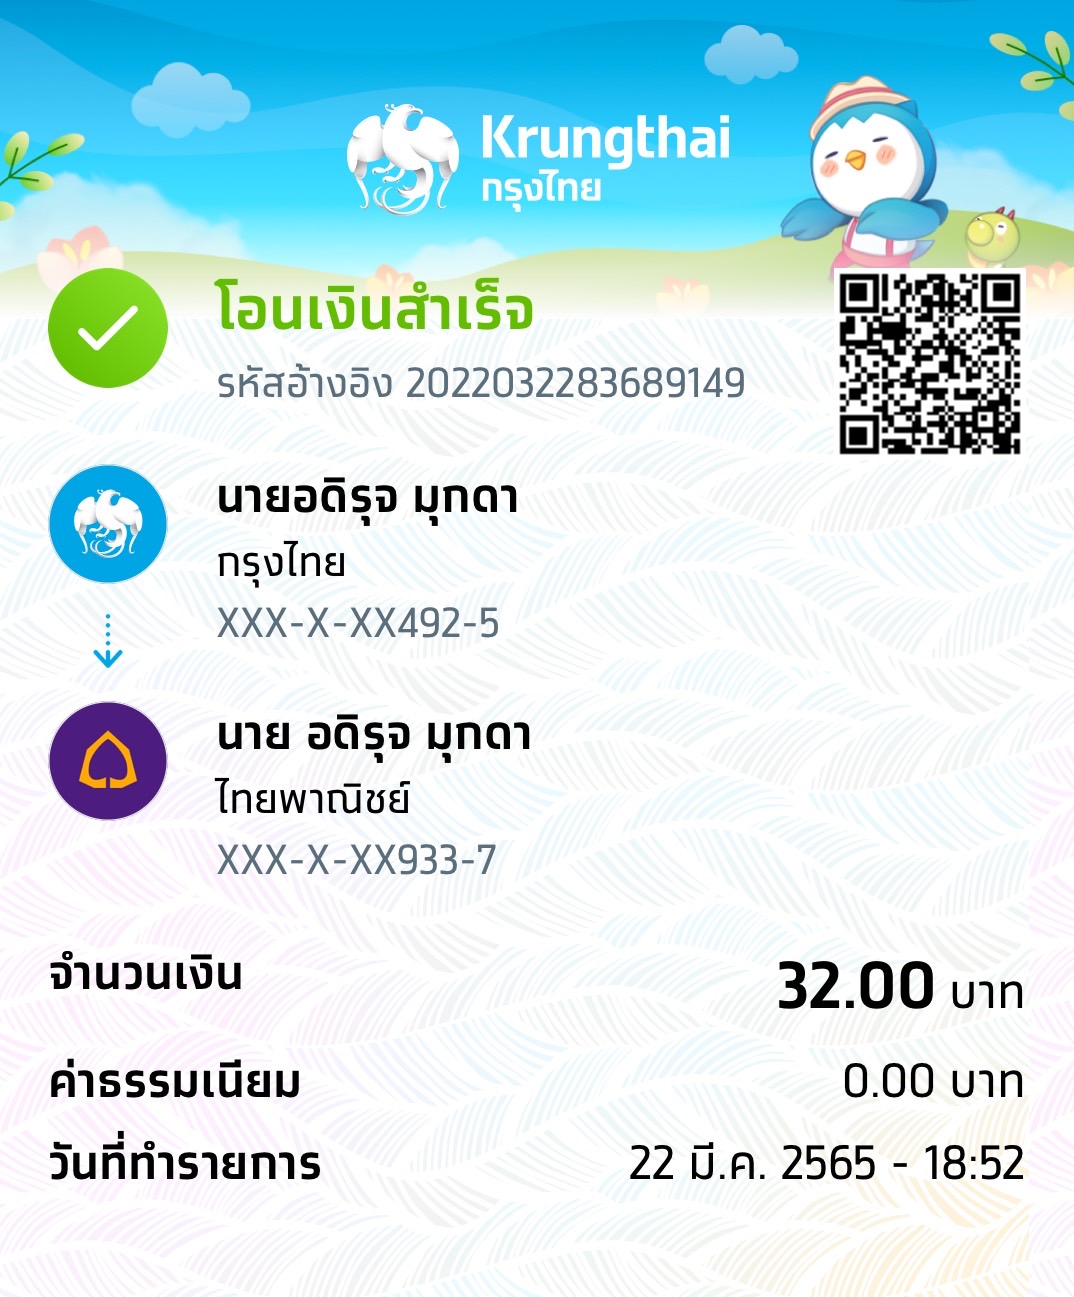 Krungthai
กรุงไทย
โอนเงินสำเร็จ
รหัสอ้างอิง 2022032283689149
นายอดิรุจ มุกดา
กรุงไทย
XXX-X-XX492-5
นาย อดิรุจ มุกดา
ไทยพาณิชย์
XXX-X-XX933-7
จำนวนเงิน 32.00 บาท
ค่าธรรมเนียม 0.00 บาท
วันที่ทำรายการ 22 มี.ค. 2565 - 18:52